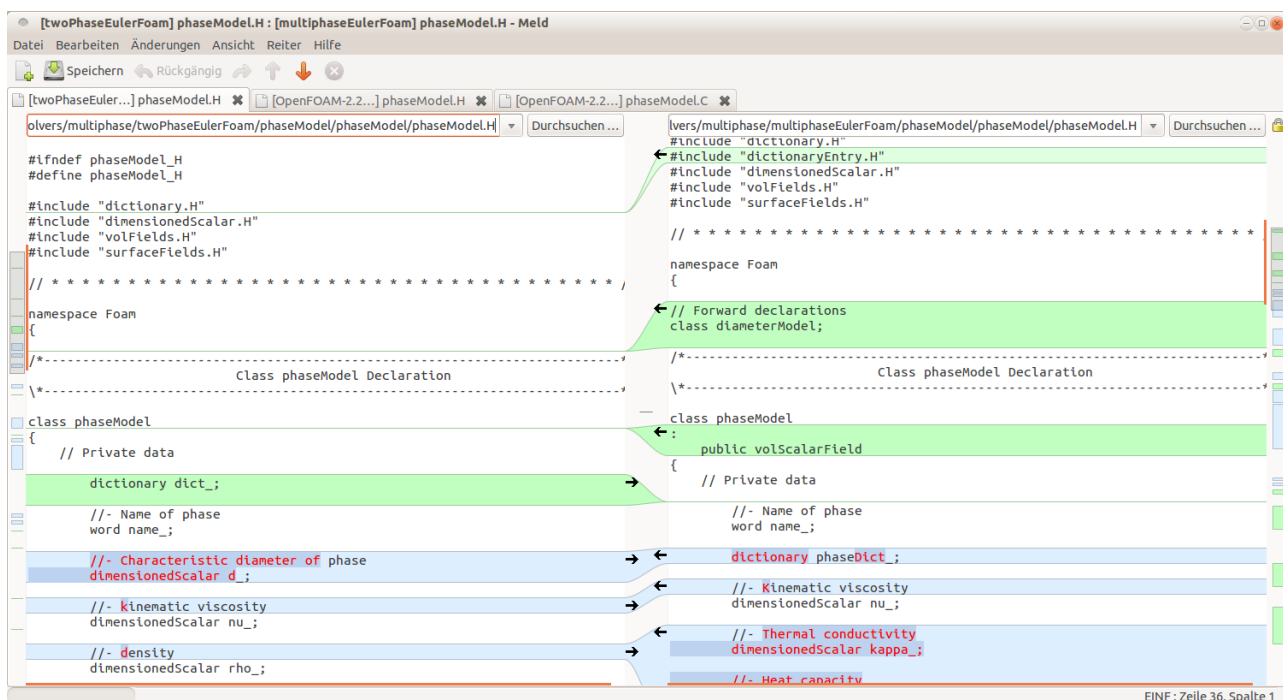 [twoPhaseEulerFoam] phaseModel.H : [multiphaseEulerFoam] phaseModel.H - Meld
Datei Bearbeiten Änderungen Ansicht Reiter Hilfe
Speichern Rückgängig
[twoPhaseEuler...] phaseModel.H [OpenFOAM-2.2...] phaseModel.H [OpenFOAM-2.2...] phaseModel.C
olvers/multiphase/twoPhaseEulerFoam/phaseModel/phaseModel/phaseModel.H Durchsuchen ...
#ifndef phaseModel_H
#define phaseModel_H
#include "dictionary.H"
#include "dimensionedScalar.H"
#include "volFields.H"
#include "surfaceFields.H"
// * * * * * * * * * * * * * * * * * * * * * * * * * * * * * * * * * * * * * /
namespace Foam
{
/*---------------------------------------------------------------------------*
Class phaseModel Declaration
\*---------------------------------------------------------------------------*
class phaseModel
{
// Private data
dictionary dict_;
//- Name of phase
word name_;
//- Characteristic diameter of phase
dimensionedScalar d_;
//- kinematic viscosity
dimensionedScalar nu_;
//- density
dimensionedScalar rho_;
lvers/multiphase/multiphaseEulerFoam/phaseModel/phaseModel/phaseModel.H Durchsuchen ...
#include "dictionary.H"
#include "dictionaryEntry.H"
#include "dimensionedScalar.H"
#include "volFields.H"
#include "surfaceFields.H"
// * * * * * * * * * * * * * * * * * * * * * * * * * * * * * * * * * * * * *
namespace Foam
{
// Forward declarations
class diameterModel;
/*---------------------------------------------------------------------------*
Class phaseModel Declaration
\*---------------------------------------------------------------------------*
class phaseModel
:
public volScalarField
{
// Private data
//- Name of phase
word name_;
dictionary phaseDict_;
//- Kinematic viscosity
dimensionedScalar nu_;
//- Thermal conductivity
dimensionedScalar kappa_;
//- Heat capacity
EINF : Zeile 36, Spalte 1